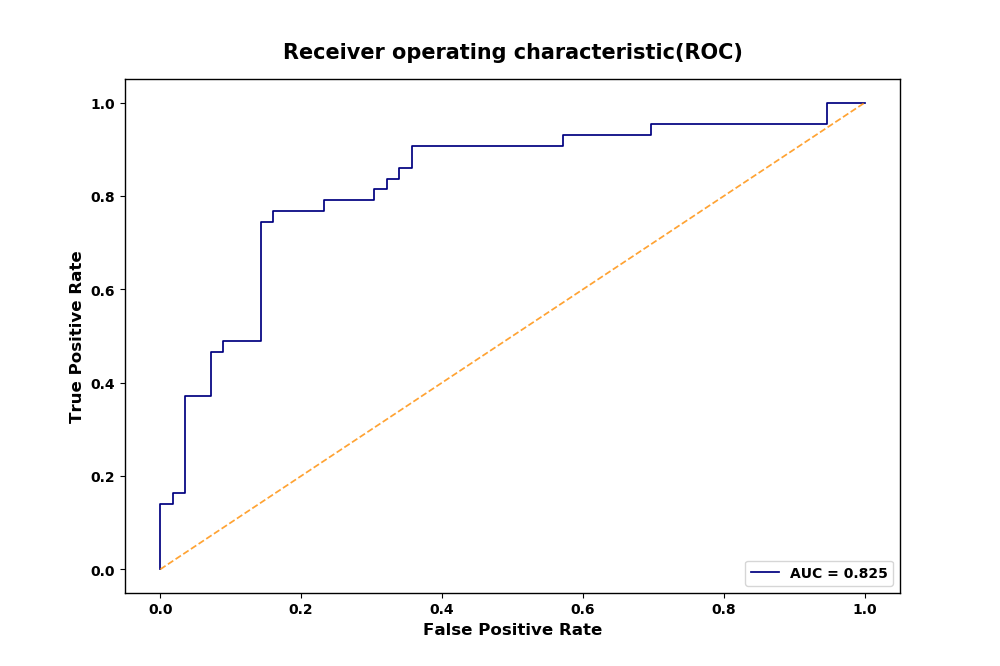 Receiver operating characteristic(ROC)
1.0
0.8
0.6
0.4
0.2
0.0
True Positive Rate
AUC = 0.825
0.0 0.2 0.4 0.6 0.8 1.0
False Positive Rate